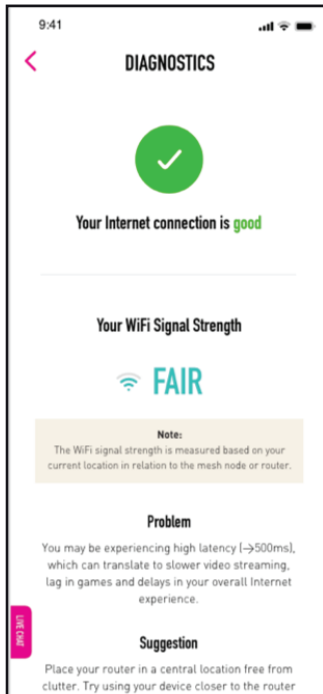 9:41
DIAGNOSTICS
Your Internet connection is good
Your WiFi Signal Strength
FAIR
Note:
The WiFi signal strength is measured based on your
current location in relation to the mesh node or router.
Problem
You may be experiencing high latency (->500ms),
which can translate to slower video streaming,
lag in games and delays in your overall Internet
experience.
LIVE CHAT
Suggestion
Place your router in a central location free from
clutter. Try using your device closer to the router